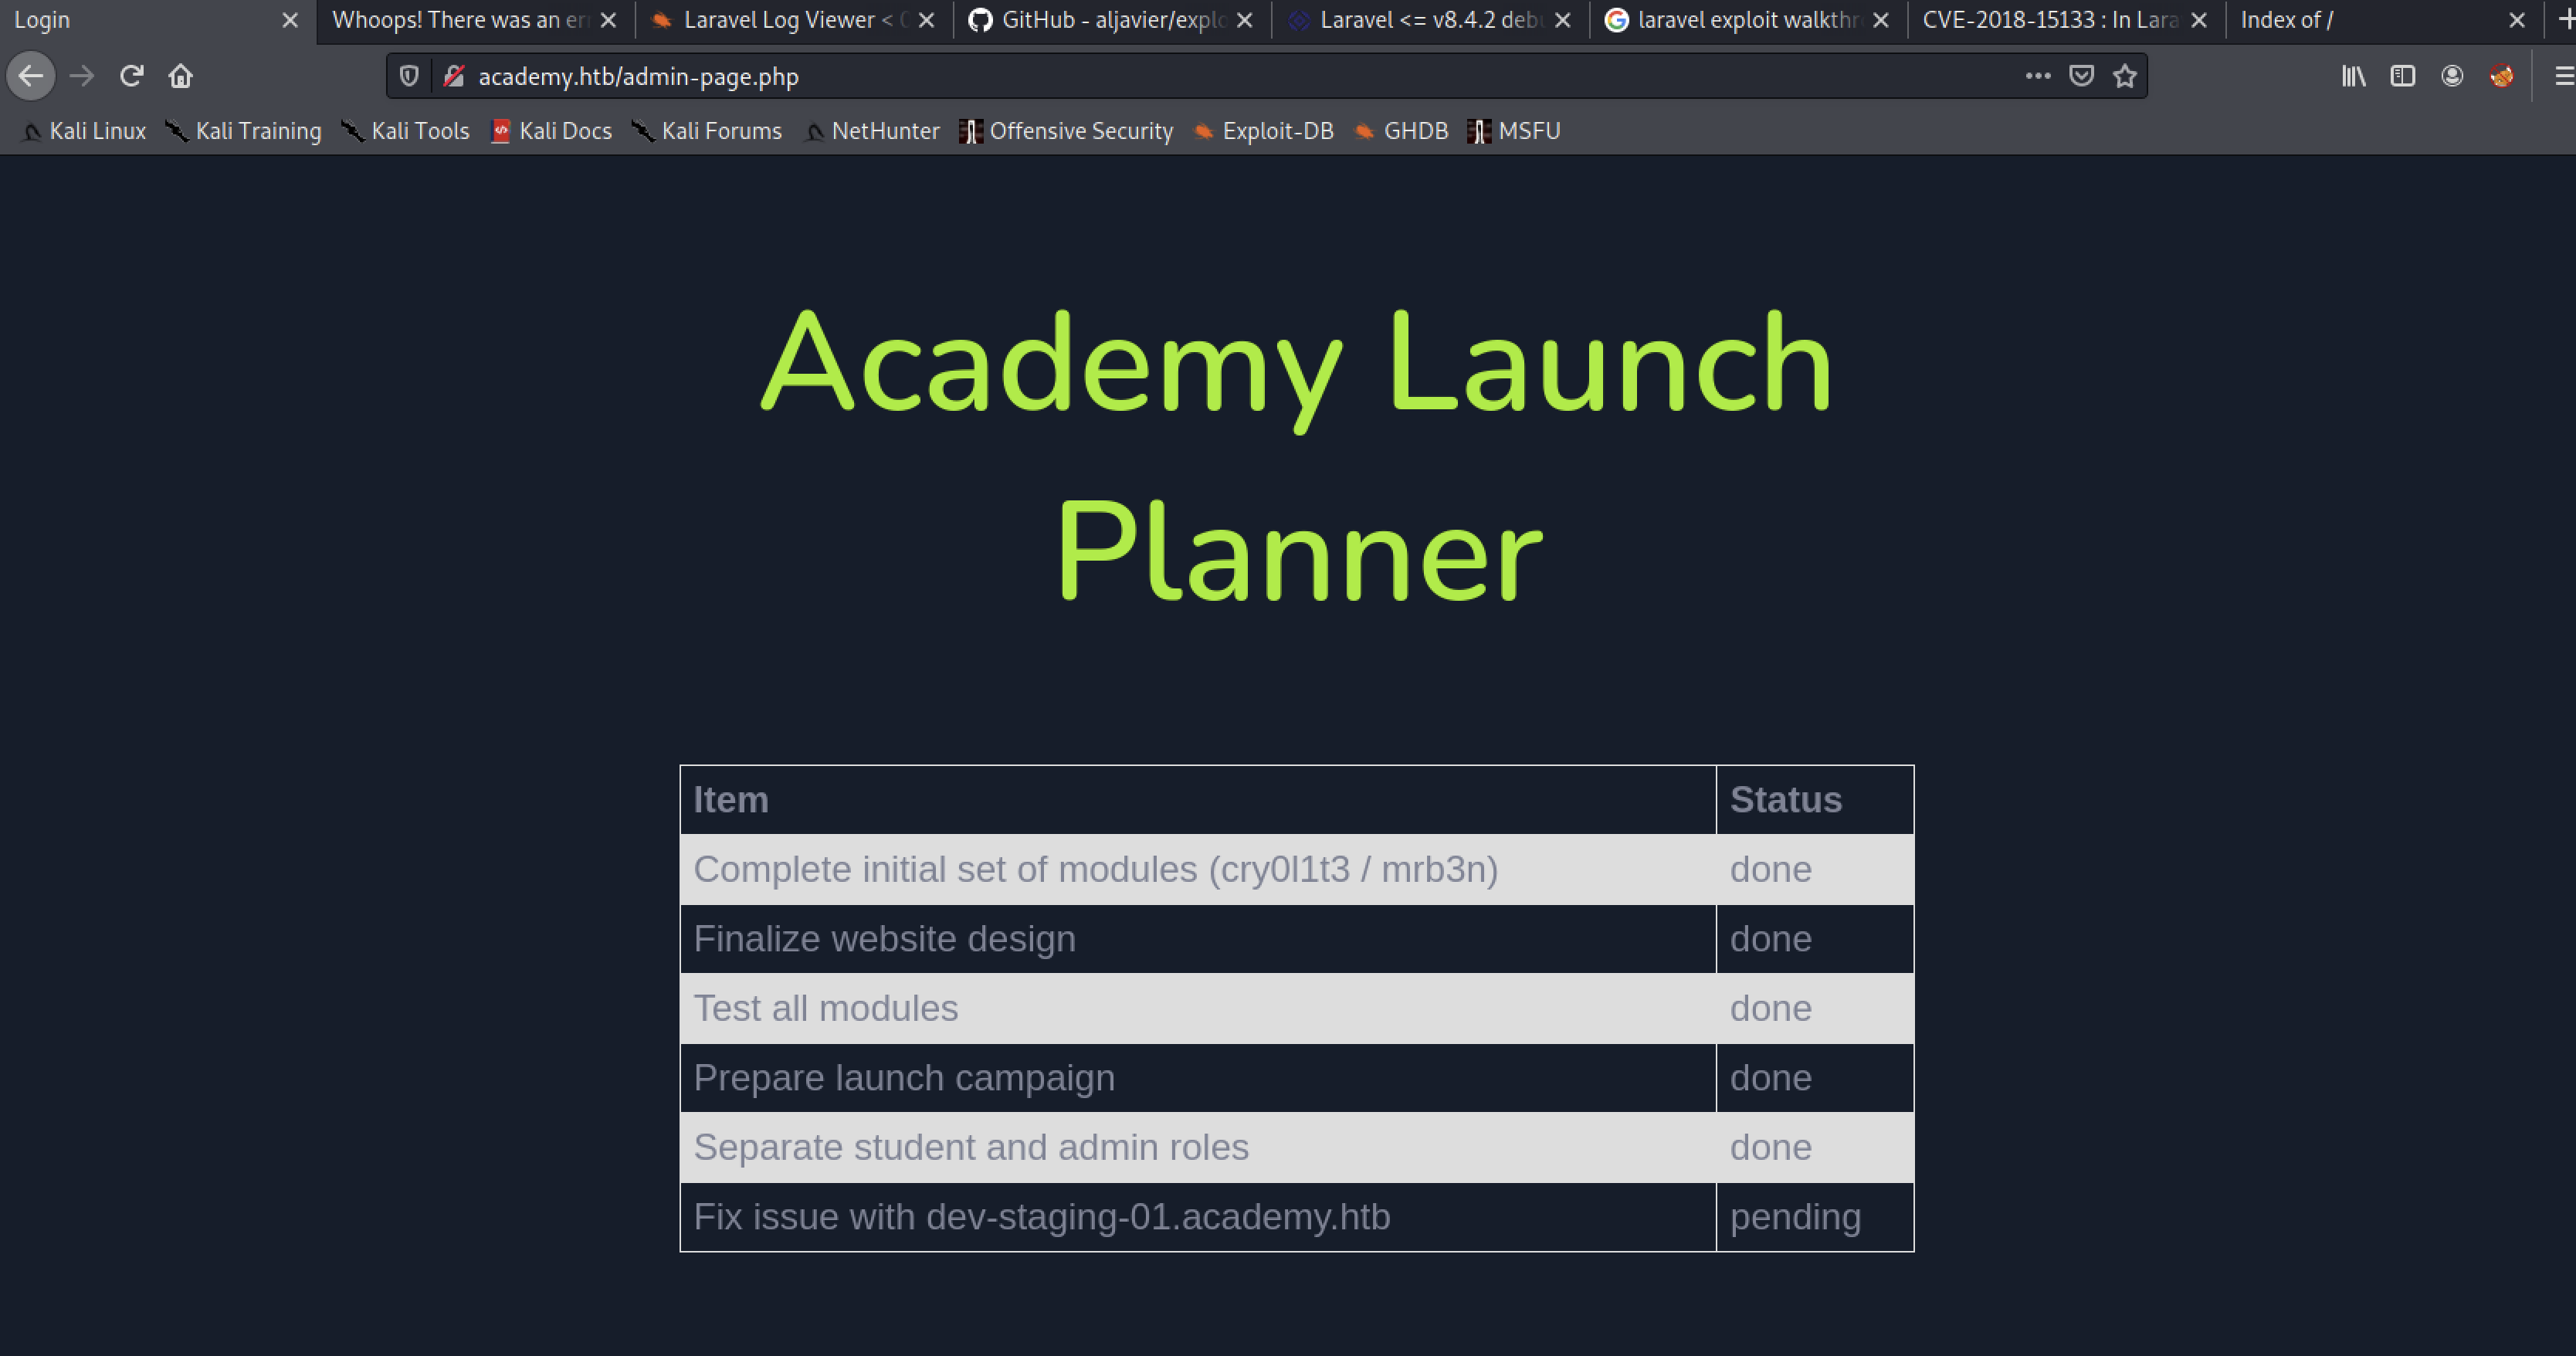 Login
Whoops! There was an er
Laravel Log Viewer <
GitHub - aljavier/explo
Laravel <= v8.4.2 deb
laravel exploit walkthr
CVE-2018-15133 : In Lara
Index of /
academy.htb/admin-page.php
Kali Linux Kali Training Kali Tools Kali Docs Kali Forums NetHunter Offensive Security Exploit-DB GHDB MSFU
Academy Launch
Planner
Item Status
Complete initial set of modules (cry0l1t3 / mrb3n) done
Finalize website design done
Test all modules done
Prepare launch campaign done
Separate student and admin roles done
Fix issue with dev-staging-01.academy.htb pending